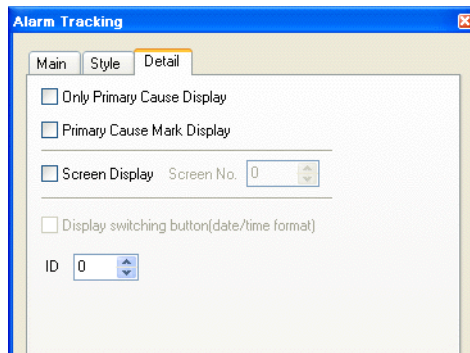 Alarm Tracking
Main Style Detail
Only Primary Cause Display
Primary Cause Mark Display
Screen Display Screen No. 0
Display switching button(date/time format)
ID 0